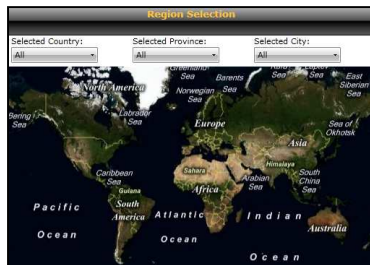 Region Selection
Selected Country: Selected Province: Selected City:
All All All
Greenland Sea
Barents Sea
Kara Sea
Laptev Sea
East Siberian Sea
North America
Norwegian Sea
Bering Sea
Labrador Sea
Europe
Sea of Okhotsk
Asia
Himalaya
Caribbean Sea
Sahara
Arabian Sea
South China Sea
Guiana
Africa
South America
Pacific Ocean
Atlantic Ocean
Indian Ocean
Australia